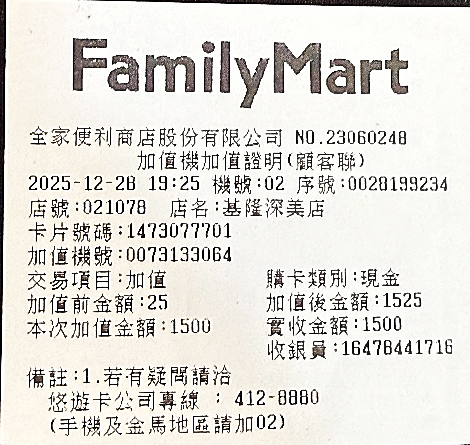 FamilyMart
全家便利商店股份有限公司 NO.23060248
加值機加值證明(顧客聯)
2025-12-28 19:25 機號:02 序號:0028199234
店號:021078 店名:基隆深美店
卡片號碼:1473077701
加值機號:0073133064
交易項目:加值 購卡類別:現金
加值前金額:25 加值後金額:1525
本次加值金額:1500 實收金額:1500
收銀員:16478441716
備註:1.若有疑問請洽
悠遊卡公司專線 : 412-8880
(手機及金馬地區請加02)